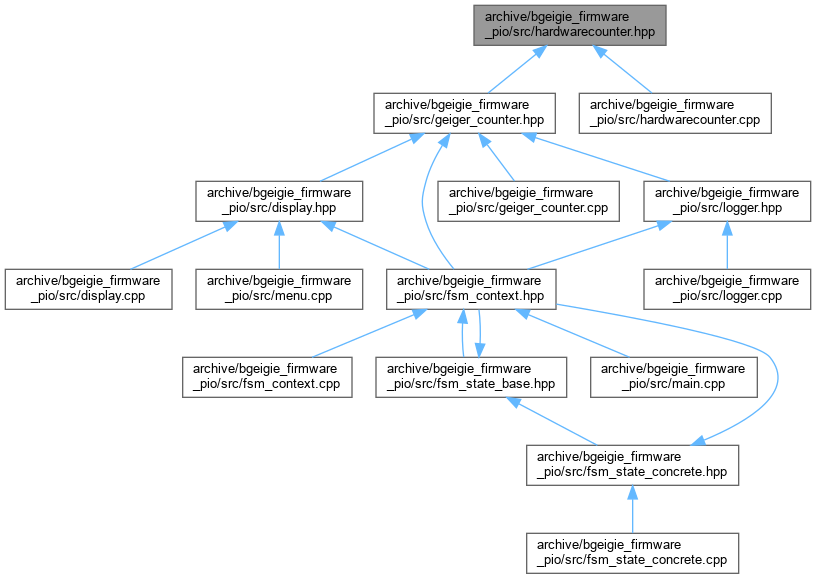 archive/bgeigie_firmware
_pio/src/hardwarecounter.hpp
archive/bgeigie_firmware
_pio/src/geiger_counter.hpp
archive/bgeigie_firmware
_pio/src/hardwarecounter.cpp
archive/bgeigie_firmware
_pio/src/display.hpp
archive/bgeigie_firmware
_pio/src/geiger_counter.cpp
archive/bgeigie_firmware
_pio/src/logger.hpp
archive/bgeigie_firmware
_pio/src/display.cpp
archive/bgeigie_firmware
_pio/src/menu.cpp
archive/bgeigie_firmware
_pio/src/fsm_context.hpp
archive/bgeigie_firmware
_pio/src/logger.cpp
archive/bgeigie_firmware
_pio/src/fsm_context.cpp
archive/bgeigie_firmware
_pio/src/fsm_state_base.hpp
archive/bgeigie_firmware
_pio/src/main.cpp
archive/bgeigie_firmware
_pio/src/fsm_state_concrete.hpp
archive/bgeigie_firmware
_pio/src/fsm_state_concrete.cpp